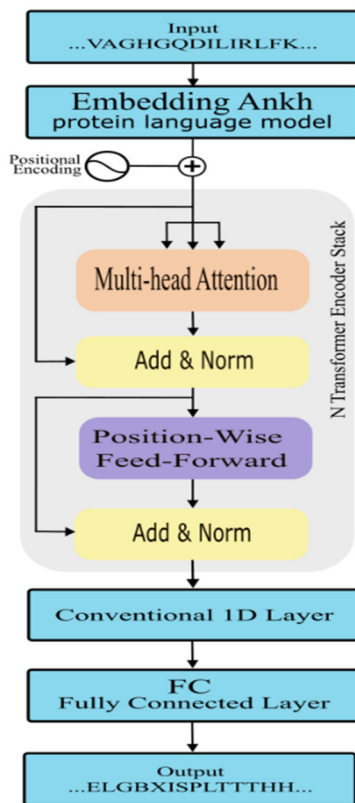 Input
...VAGHGQDILIRLFK...
Embedding Ankh
protein language model
Positional
Encoding
Multi-head Attention
Add & Norm
Position-Wise
Feed-Forward
Add & Norm
N Transformer Encoder Stack
Conventional 1D Layer
FC
Fully Connected Layer
Output
...ELGBXISPLTTTHH...